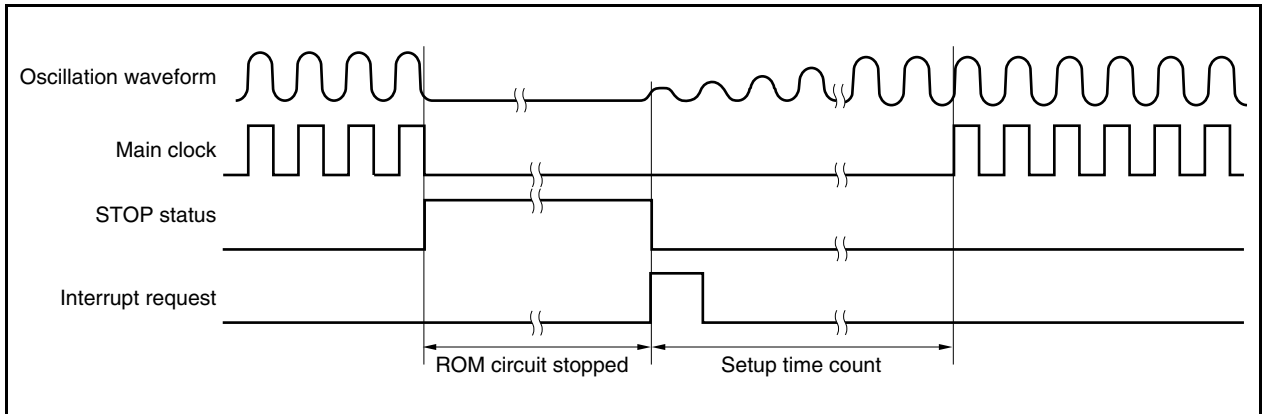 Oscillation waveform
Main clock
STOP status
Interrupt request
ROM circuit stopped
Setup time count